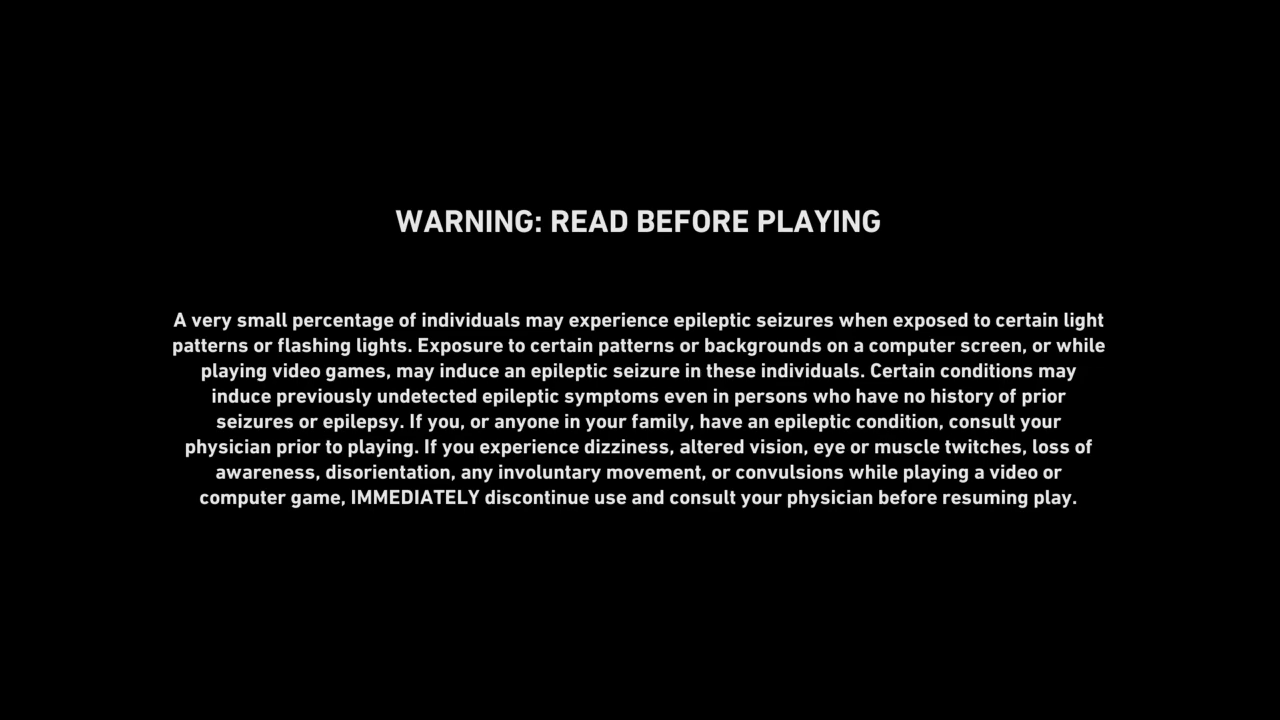 WARNING: READ BEFORE PLAYING
A very small percentage of individuals may experience epileptic seizures when exposed to certain light
patterns or flashing lights. Exposure to certain patterns or backgrounds on a computer screen, or while
playing video games, may induce an epileptic seizure in these individuals. Certain conditions may
induce previously undetected epileptic symptoms even in persons who have no history of prior
seizures or epilepsy. If you, or anyone in your family, have an epileptic condition, consult your
physician prior to playing. If you experience dizziness, altered vision, eye or muscle twitches, loss of
awareness, disorientation, any involuntary movement, or convulsions while playing a video or
computer game, IMMEDIATELY discontinue use and consult your physician before resuming play.